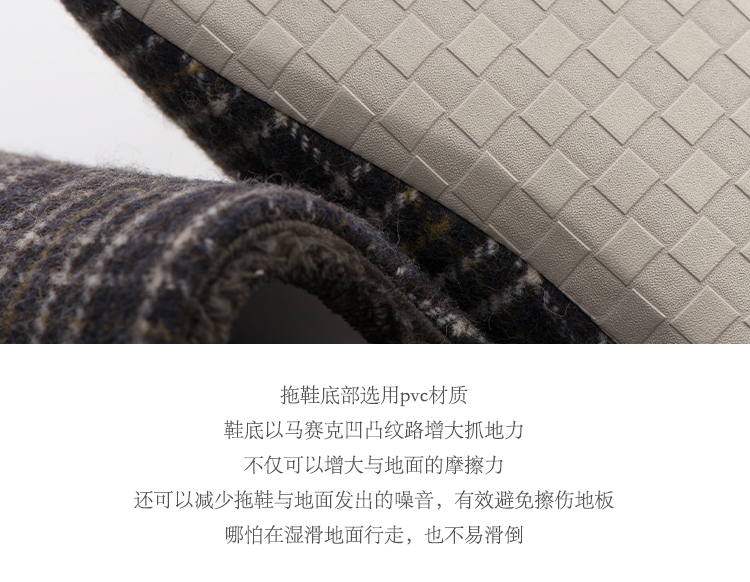 拖鞋底部选用pvc材质
鞋底以马赛克凹凸纹路增大抓地力
不仅可以增大与地面的摩擦力
还可以减少拖鞋与地面发出的噪音，有效避免擦伤地板
哪怕在湿滑地面行走，也不易滑倒